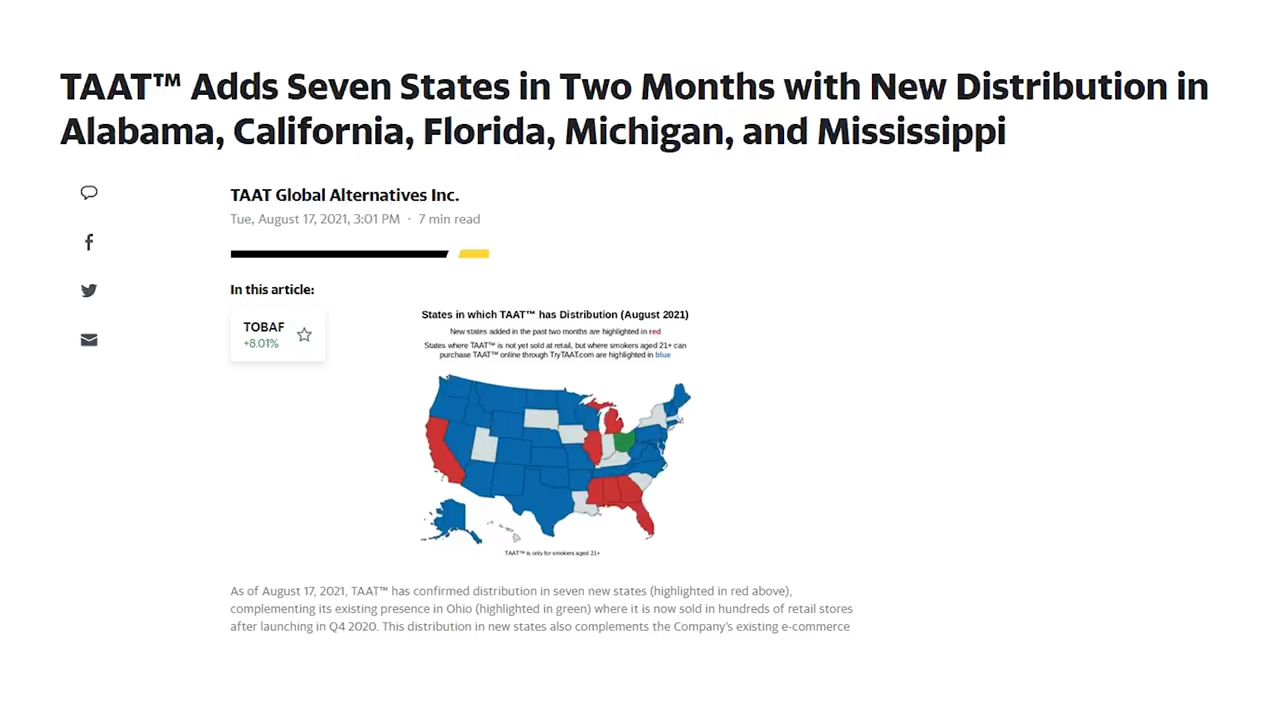 TAAT™ Adds Seven States in Two Months with New Distribution in
Alabama, California, Florida, Michigan, and Mississippi
TAAT Global Alternatives Inc.
Tue, August 17, 2021, 3:01 PM · 7 min read
In this article:
TOBAF
+8.01%
States in which TAAT™ has Distribution (August 2021)
New states added in the past two months are highlighted in red
States where TAAT™ is not yet sold at retail, but where smokers aged 21+ can
purchase TAAT™ online through TryTAAT.com are highlighted in blue
TAAT™ is only for smokers aged 21+
As of August 17, 2021, TAAT™ has confirmed distribution in seven new states (highlighted in red above),
complementing its existing presence in Ohio (highlighted in green) where it is now sold in hundreds of retail stores
after launching in Q4 2020. This distribution in new states also complements the Company's existing e-commerce